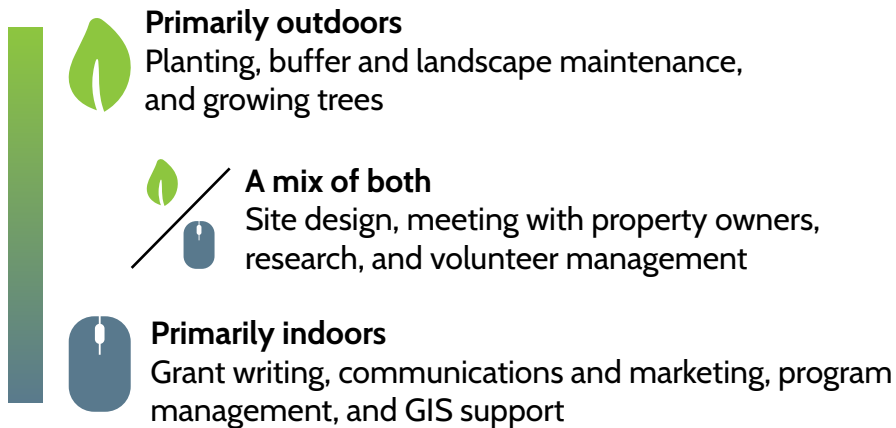 Primarily outdoors
Planting, buffer and landscape maintenance,
and growing trees
A mix of both
Site design, meeting with property owners,
research, and volunteer management
Primarily indoors
Grant writing, communications and marketing, program
management, and GIS support